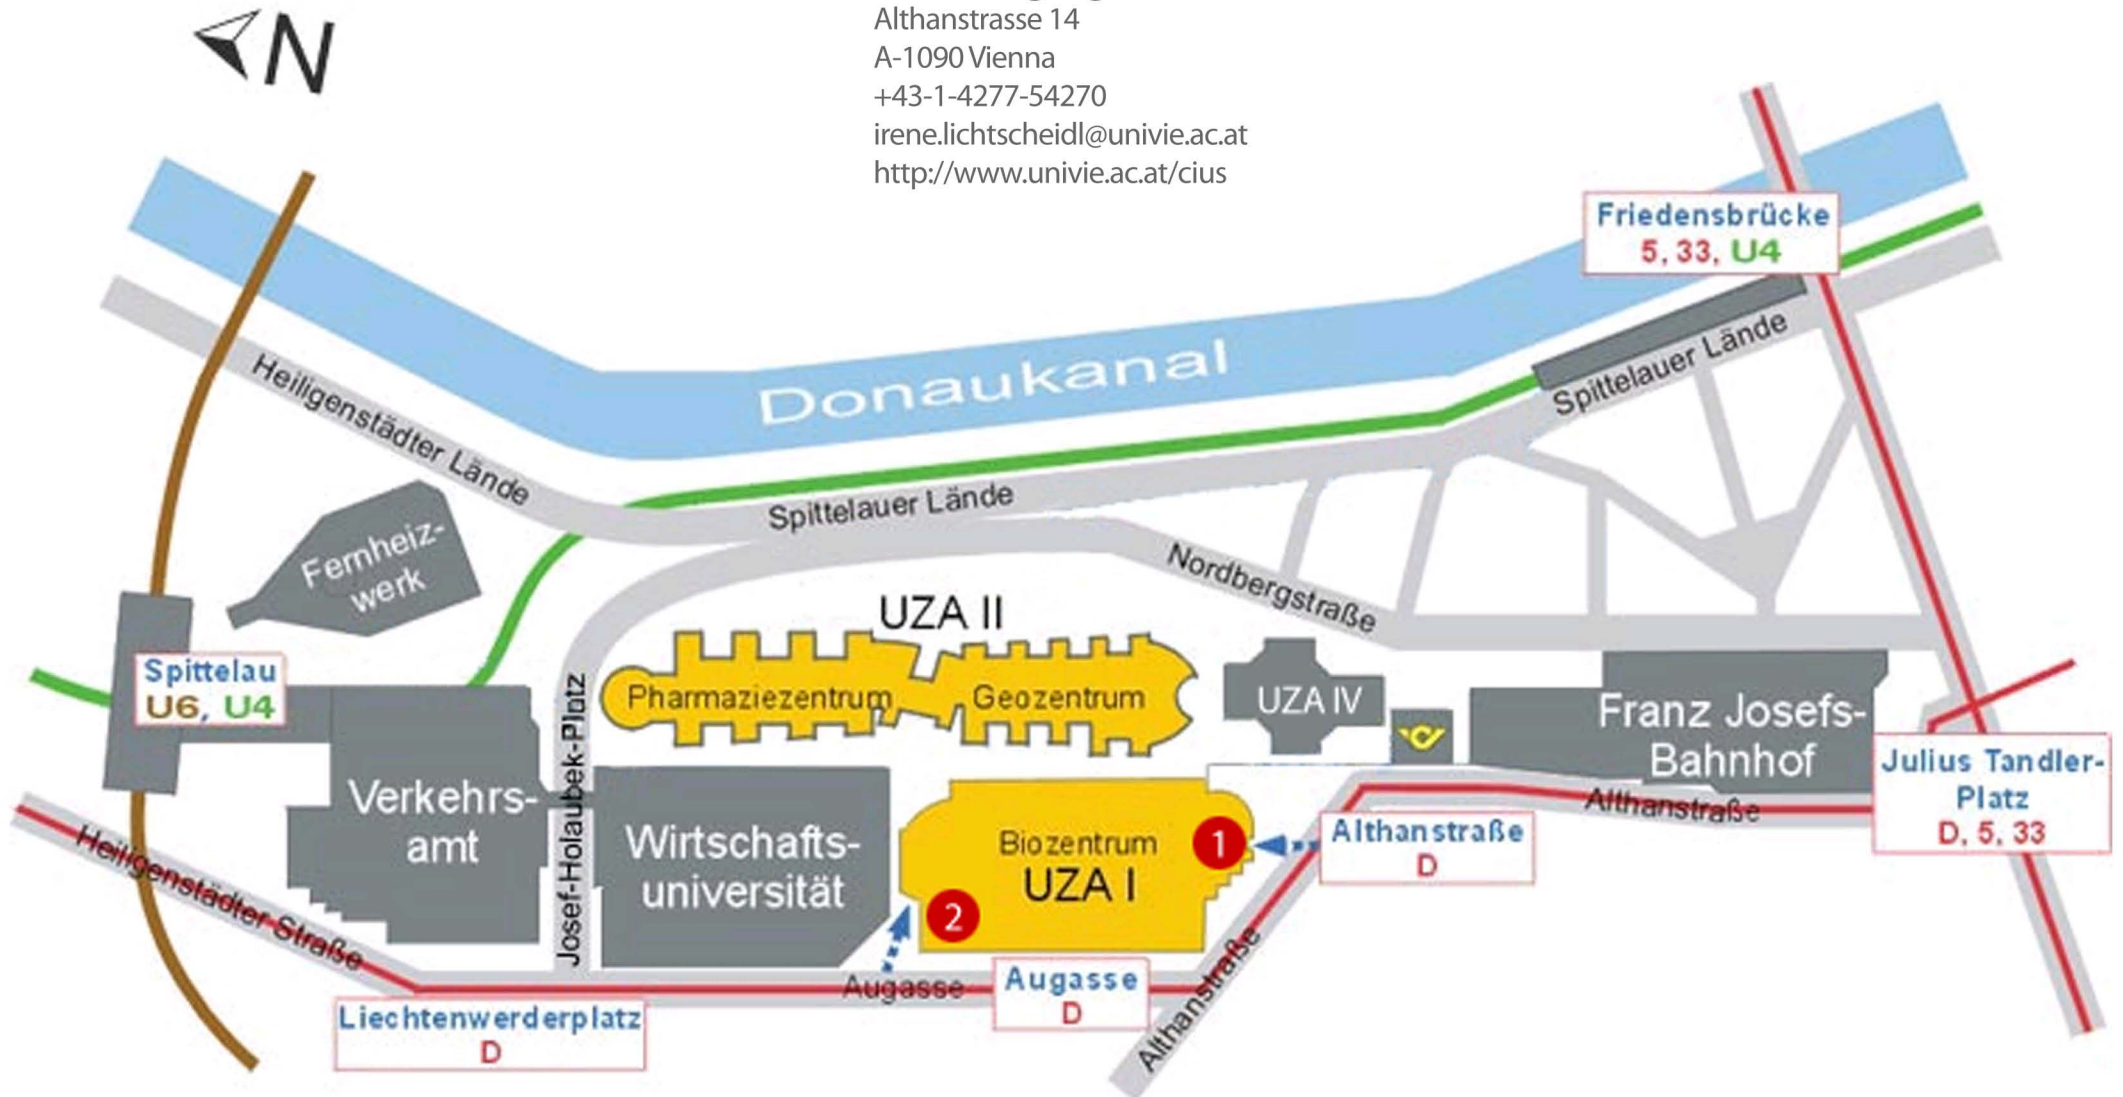 N
Althanstrasse 14
A-1090 Vienna
+43-1-4277-54270
irene.lichtscheidl@univie.ac.at
http://www.univie.ac.at/cius
Friedensbrücke
5, 33, U4
Donaukanal
Heiligenstädter Lände
Spittelauer Lände
Spittelauer Lände
Nordbergstraße
Fernheiz-
werk
UZA II
Pharmaziezentrum
Geozentrum
UZA IV
Franz Josefs-
Bahnhof
Spittelau
U6, U4
Verkehrs-
amt
Josef-Holaubek-Platz
Wirtschafts-
universität
Biozentrum
UZA I
1
2
Althanstraße
D
Althanstraße
Julius Tandler-
Platz
D, 5, 33
Heiligenstädter Straße
Liechtenwerderplatz
D
Augasse
Augasse
D
Althanstraße